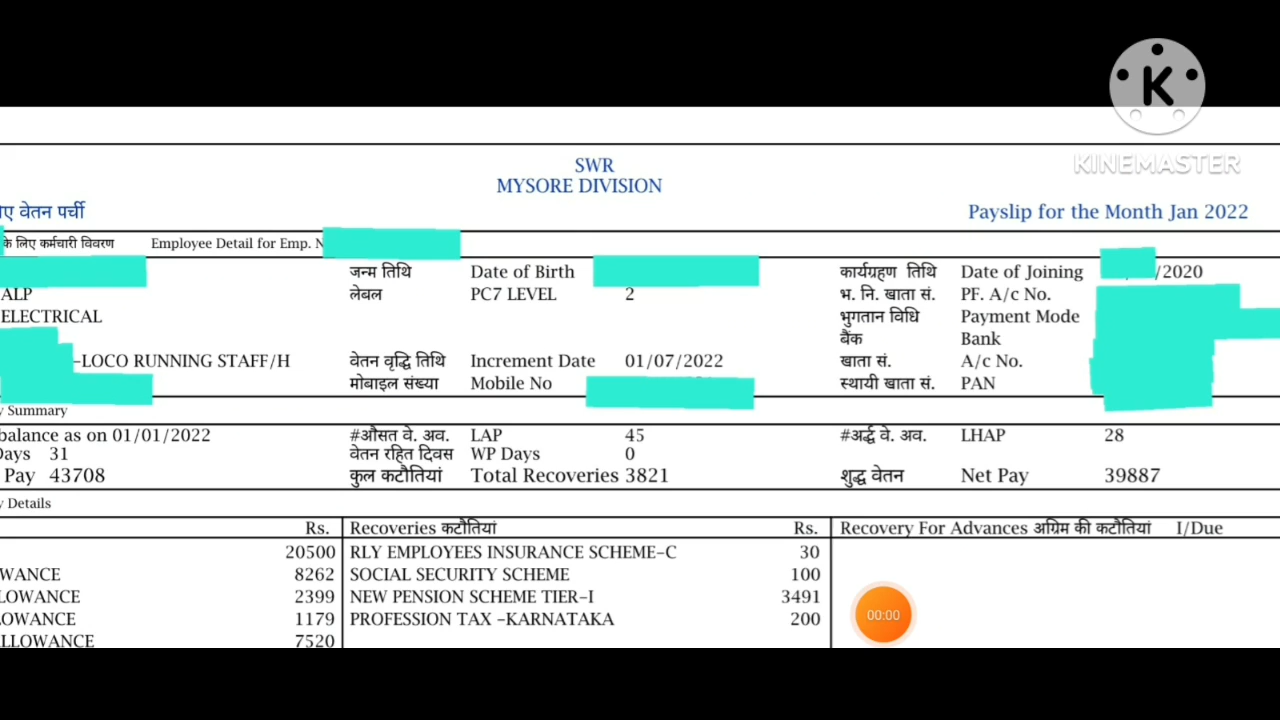 K
KINEMASTER
SWR
MYSORE DIVISION
ए वेतन पर्ची Payslip for the Month Jan 2022
के लिए कर्मचारी विवरण Employee Detail for Emp. N
जन्म तिथि Date of Birth कार्यग्रहण तिथि Date of Joining /2020
ALP लेबल PC7 LEVEL 2 भ. नि. खाता सं. PF. A/c No.
ELECTRICAL भुगतान विधि Payment Mode
बैंक Bank
-LOCO RUNNING STAFF/H वेतन वृद्धि तिथि Increment Date 01/07/2022 खाता सं. A/c No.
मोबाइल संख्या Mobile No स्थायी खाता सं. PAN
y Summary
balance as on 01/01/2022 #औसत वे. अव. LAP 45 #अर्द्ध वे. अव. LHAP 28
Days 31 वेतन रहित दिवस WP Days 0
Pay 43708 कुल कटौतियां Total Recoveries 3821 शुद्ध वेतन Net Pay 39887
y Details
Rs. Recoveries कटौतियां Rs. Recovery For Advances अग्रिम की कटौतियां I/Due
20500 RLY EMPLOYEES INSURANCE SCHEME-C 30
WANCE 8262 SOCIAL SECURITY SCHEME 100
LOWANCE 2399 NEW PENSION SCHEME TIER-I 3491
OWANCE 1179 PROFESSION TAX -KARNATAKA 200
LLOWANCE 7520
00:00